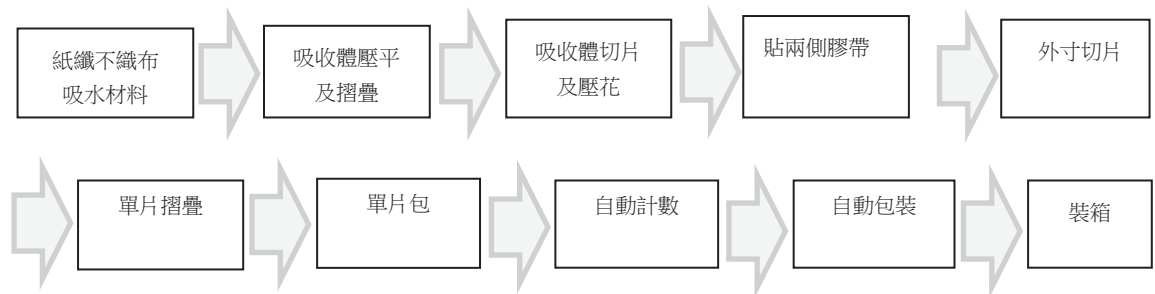 紙纖不織布
吸水材料
吸收體壓平
及摺疊
吸收體切片
及壓花
貼兩側膠帶
外寸切片
單片摺疊
單片包
自動計數
自動包裝
裝箱